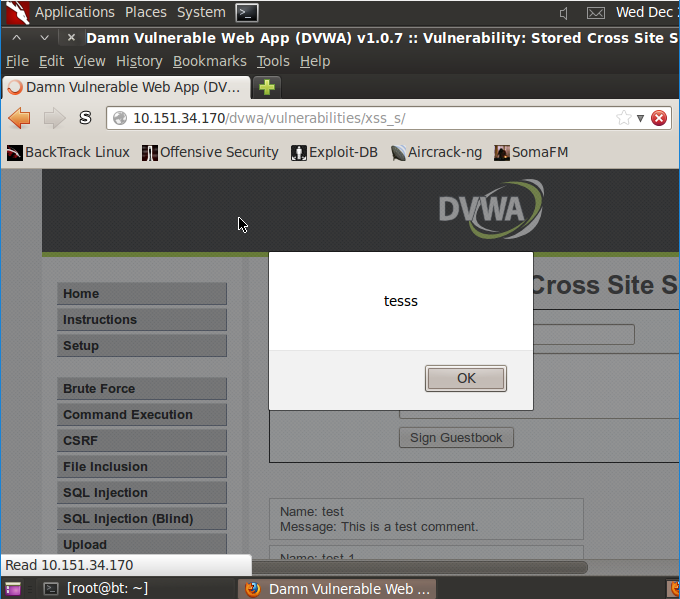 Applications Places System Wed Dec
Damn Vulnerable Web App (DVWA) v1.0.7 :: Vulnerability: Stored Cross Site S
File Edit View History Bookmarks Tools Help
Damn Vulnerable Web App (DV...
10.151.34.170/dvwa/vulnerabilities/xss_s/
BackTrack Linux Offensive Security Exploit-DB Aircrack-ng SomaFM
DVWA
Cross Site S
tesss
OK
Home
Instructions
Setup
Brute Force
Command Execution
CSRF
File Inclusion
SQL Injection
SQL Injection (Blind)
Upload
Sign Guestbook
Name: test
Message: This is a test comment.
Name: test 1
Read 10.151.34.170
[root@bt: ~]
Damn Vulnerable Web ...